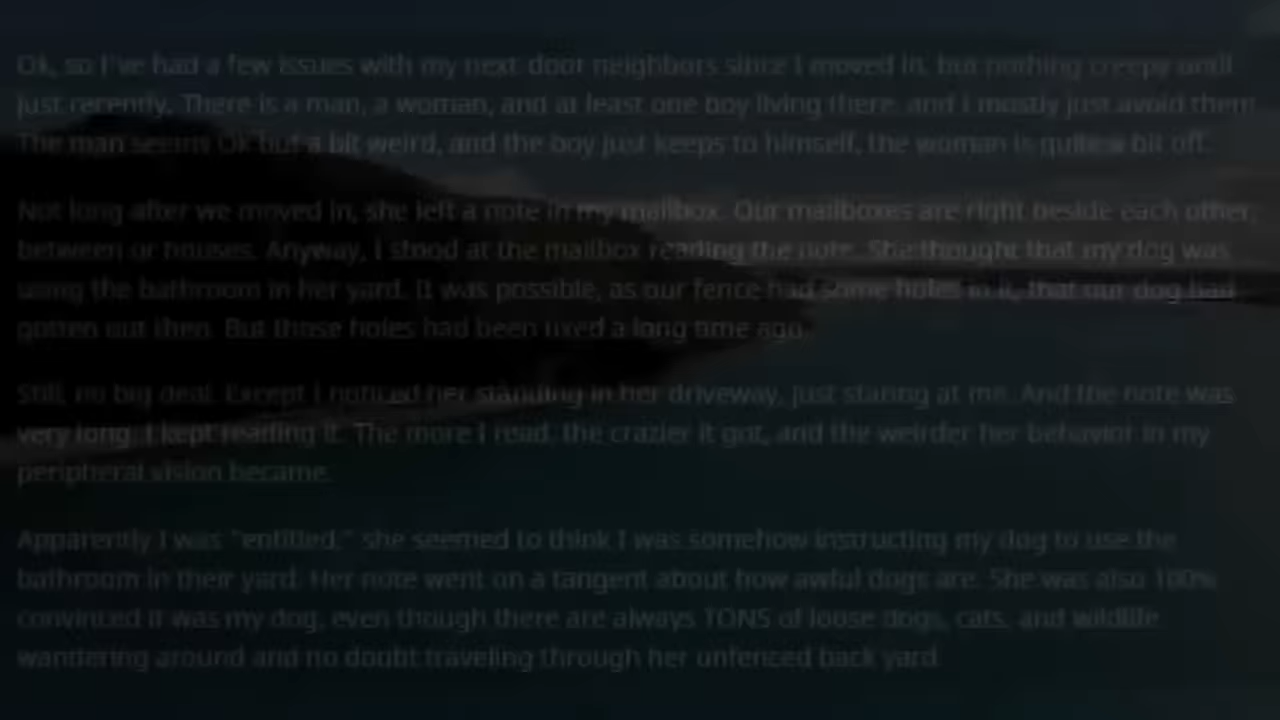 Ok, so I've had a few issues with my next door neighbors since I moved in, but nothing creepy until
just recently. There is a man, a woman, and at least one boy living there, and I mostly just avoid them.
The man seems Ok but a bit weird, and the boy just keeps to himself, the woman is quite a bit off.
Not long after we moved in, she left a note in my mailbox. Our mailboxes are right beside each other,
between or houses. Anyway, I stood at the mailbox reading the note. She thought that my dog was
using the bathroom in her yard. It was possible, as our fence had some holes in it, that our dog had
gotten out then. But those holes had been fixed a long time ago.
Still, no big deal. Except I noticed her standing in her driveway, just staring at me. And the note was
very long. I kept reading it. The more I read, the crazier it got, and the weirder her behavior in my
peripheral vision became.
Apparently I was "entitled," she seemed to think I was somehow instructing my dog to use the
bathroom in their yard. Her note went on a tangent about how awful dogs are. She was also 100%
convinced it was my dog, even though there are always TONS of loose dogs, cats, and wildlife
wandering around and no doubt traveling through her unfenced back yard.